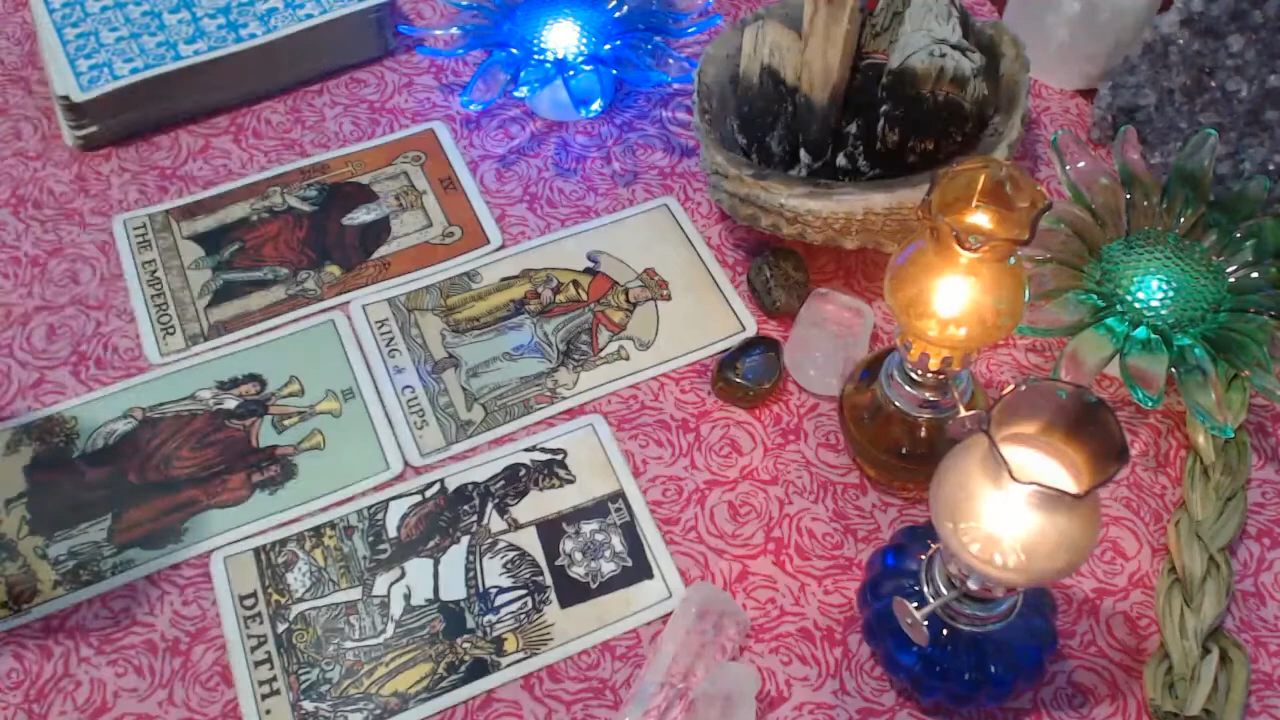 IV
THE EMPEROR.
KING of CUPS.
III
XIII
DEATH.